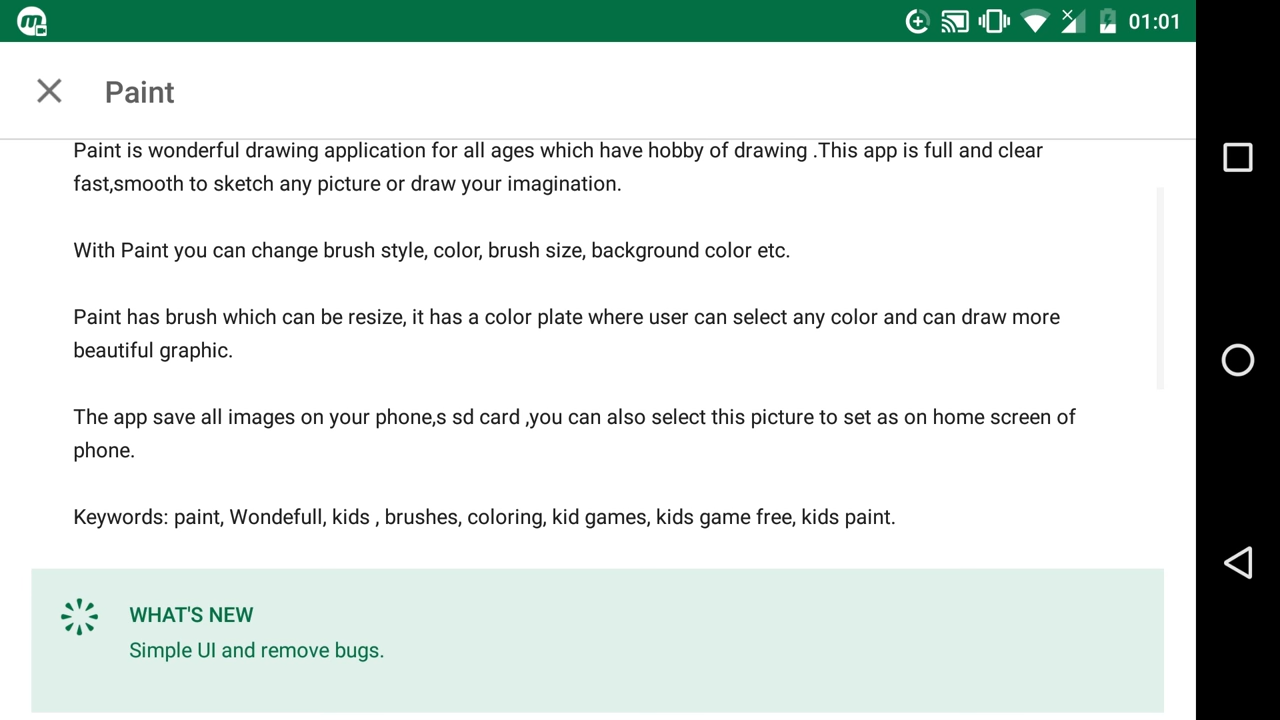 01:01
Paint
Paint is wonderful drawing application for all ages which have hobby of drawing .This app is full and clear
fast,smooth to sketch any picture or draw your imagination.
With Paint you can change brush style, color, brush size, background color etc.
Paint has brush which can be resize, it has a color plate where user can select any color and can draw more
beautiful graphic.
The app save all images on your phone,s sd card ,you can also select this picture to set as on home screen of
phone.
Keywords: paint, Wondefull, kids , brushes, coloring, kid games, kids game free, kids paint.
WHAT'S NEW
Simple UI and remove bugs.